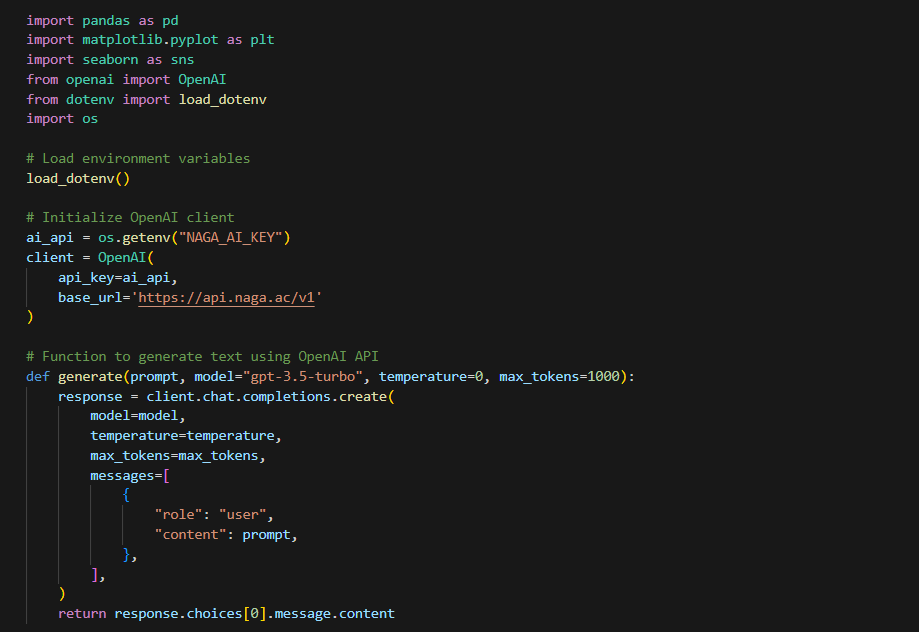 import pandas as pd
import matplotlib.pyplot as plt
import seaborn as sns
from openai import OpenAI
from dotenv import load_dotenv
import os

# Load environment variables
load_dotenv()

# Initialize OpenAI client
ai_api = os.getenv("NAGA_AI_KEY")
client = OpenAI(
    api_key=ai_api,
    base_url='https://api.naga.ac/v1'
)

# Function to generate text using OpenAI API
def generate(prompt, model="gpt-3.5-turbo", temperature=0, max_tokens=1000):
    response = client.chat.completions.create(
        model=model,
        temperature=temperature,
        max_tokens=max_tokens,
        messages=[
            {
                "role": "user",
                "content": prompt,
            },
        ],
    )
    return response.choices[0].message.content